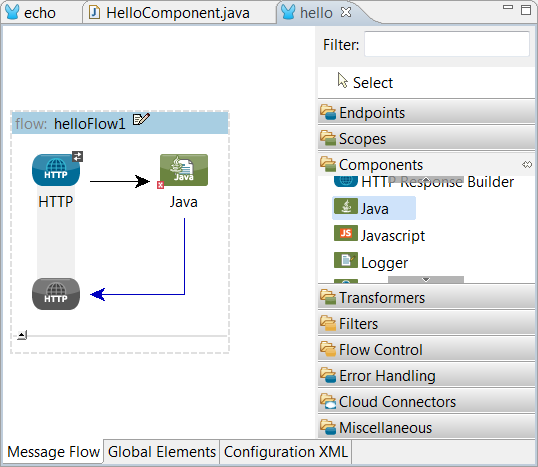 echo
HelloComponent.java
hello
Filter:
Select
flow: helloFlow1
HTTP
HTTP
Java
HTTP
Endpoints
Scopes
Components
HTTP Response Builder
Java
JS
Javascript
Logger
Transformers
Filters
Flow Control
Error Handling
Cloud Connectors
Miscellaneous
Message Flow
Global Elements
Configuration XML